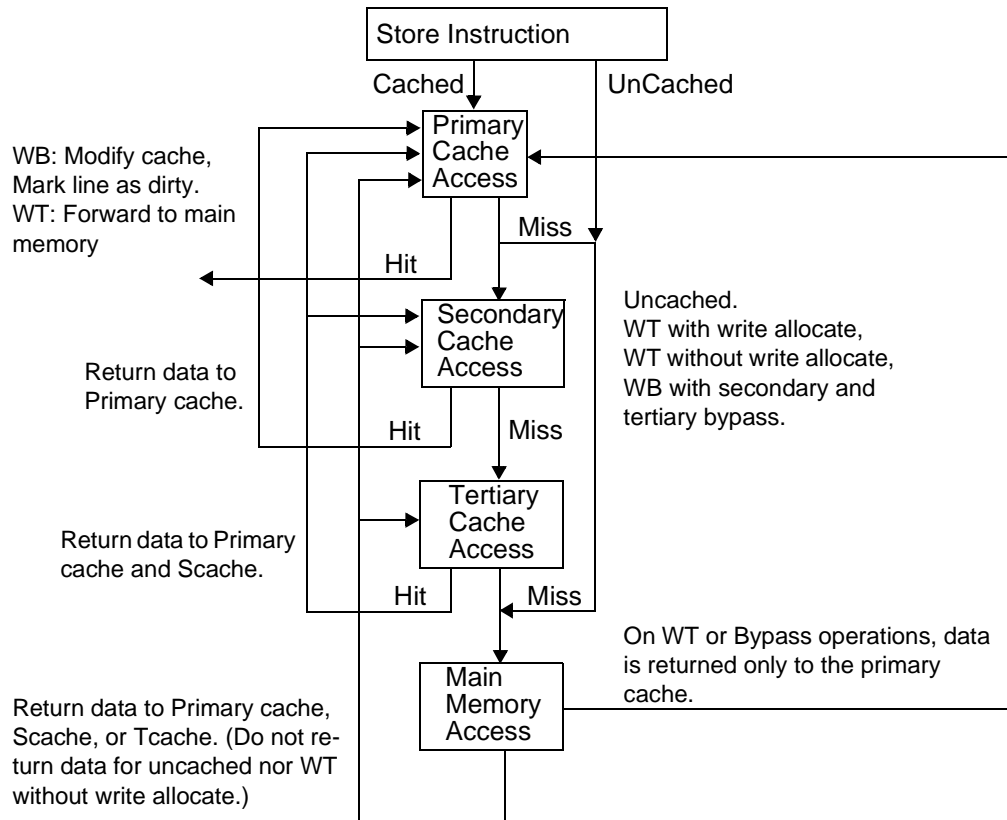 Store Instruction
Cached
UnCached
Primary
Cache
Access
WB: Modify cache,
Mark line as dirty.
WT: Forward to main
memory
Miss
Hit
Secondary
Cache
Access
Uncached.
WT with write allocate,
WT without write allocate,
WB with secondary and
tertiary bypass.
Return data to
Primary cache.
Hit
Miss
Tertiary
Cache
Access
Return data to Primary
cache and Scache.
Hit
Miss
On WT or Bypass operations, data
is returned only to the primary
cache.
Main
Memory
Access
Return data to Primary cache,
Scache, or Tcache. (Do not re-
turn data for uncached nor WT
without write allocate.)